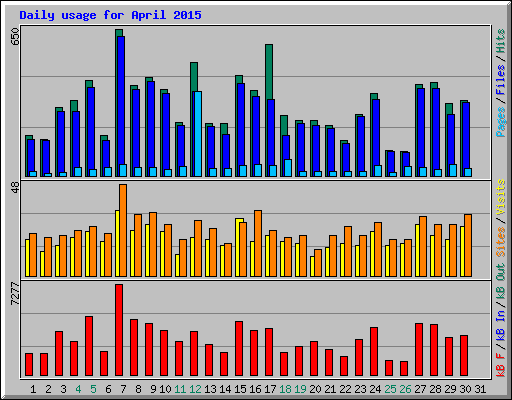 Daily usage for April 2015
650
Pages / Files / Hits
48
Sites / Visits
7277
kB F / kB In / kB Out
1 2 3 4 5 6 7 8 9 10 11 12 13 14 15 16 17 18 19 20 21 22 23 24 25 26 27 28 29 30 31